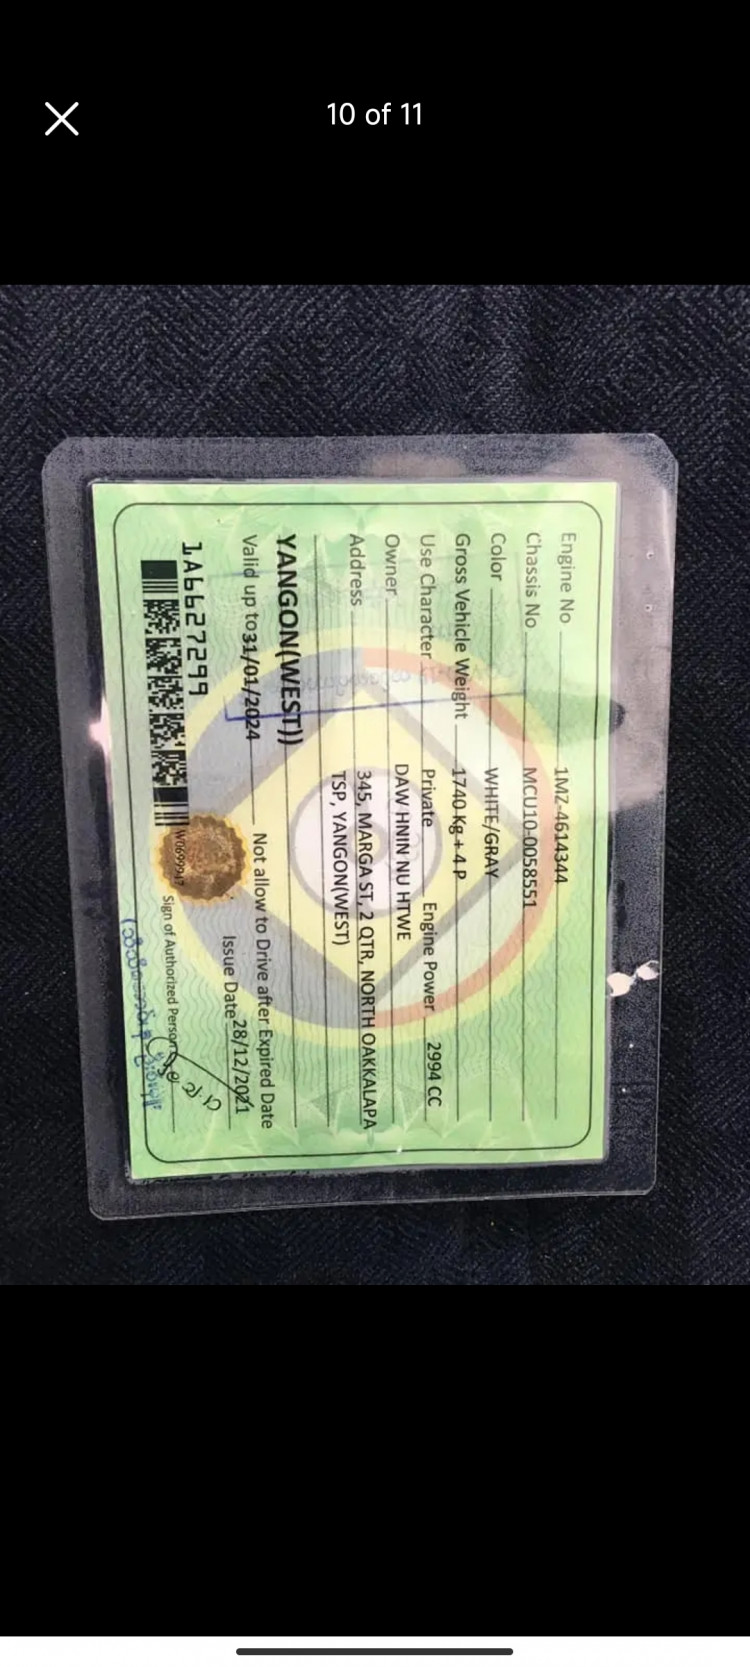 10 of 11
Engine No 1MZ-4614344
Chassis No MCU10-0058551
Color WHITE/GRAY
Gross Vehicle Weight 1740 Kg + 4 P
Use Character Private Engine Power 2994 CC
Owner DAW HNIN NU HTWE
Address 345, MARGA ST, 2 QTR, NORTH OAKKALAPA
TSP, YANGON(WEST)
YANGON(WEST))
Valid up to 31/01/2024 Not allow to Drive after Expired Date
Issue Date 28/12/2021
1A6627299
W0699947
Sign of Authorized Person